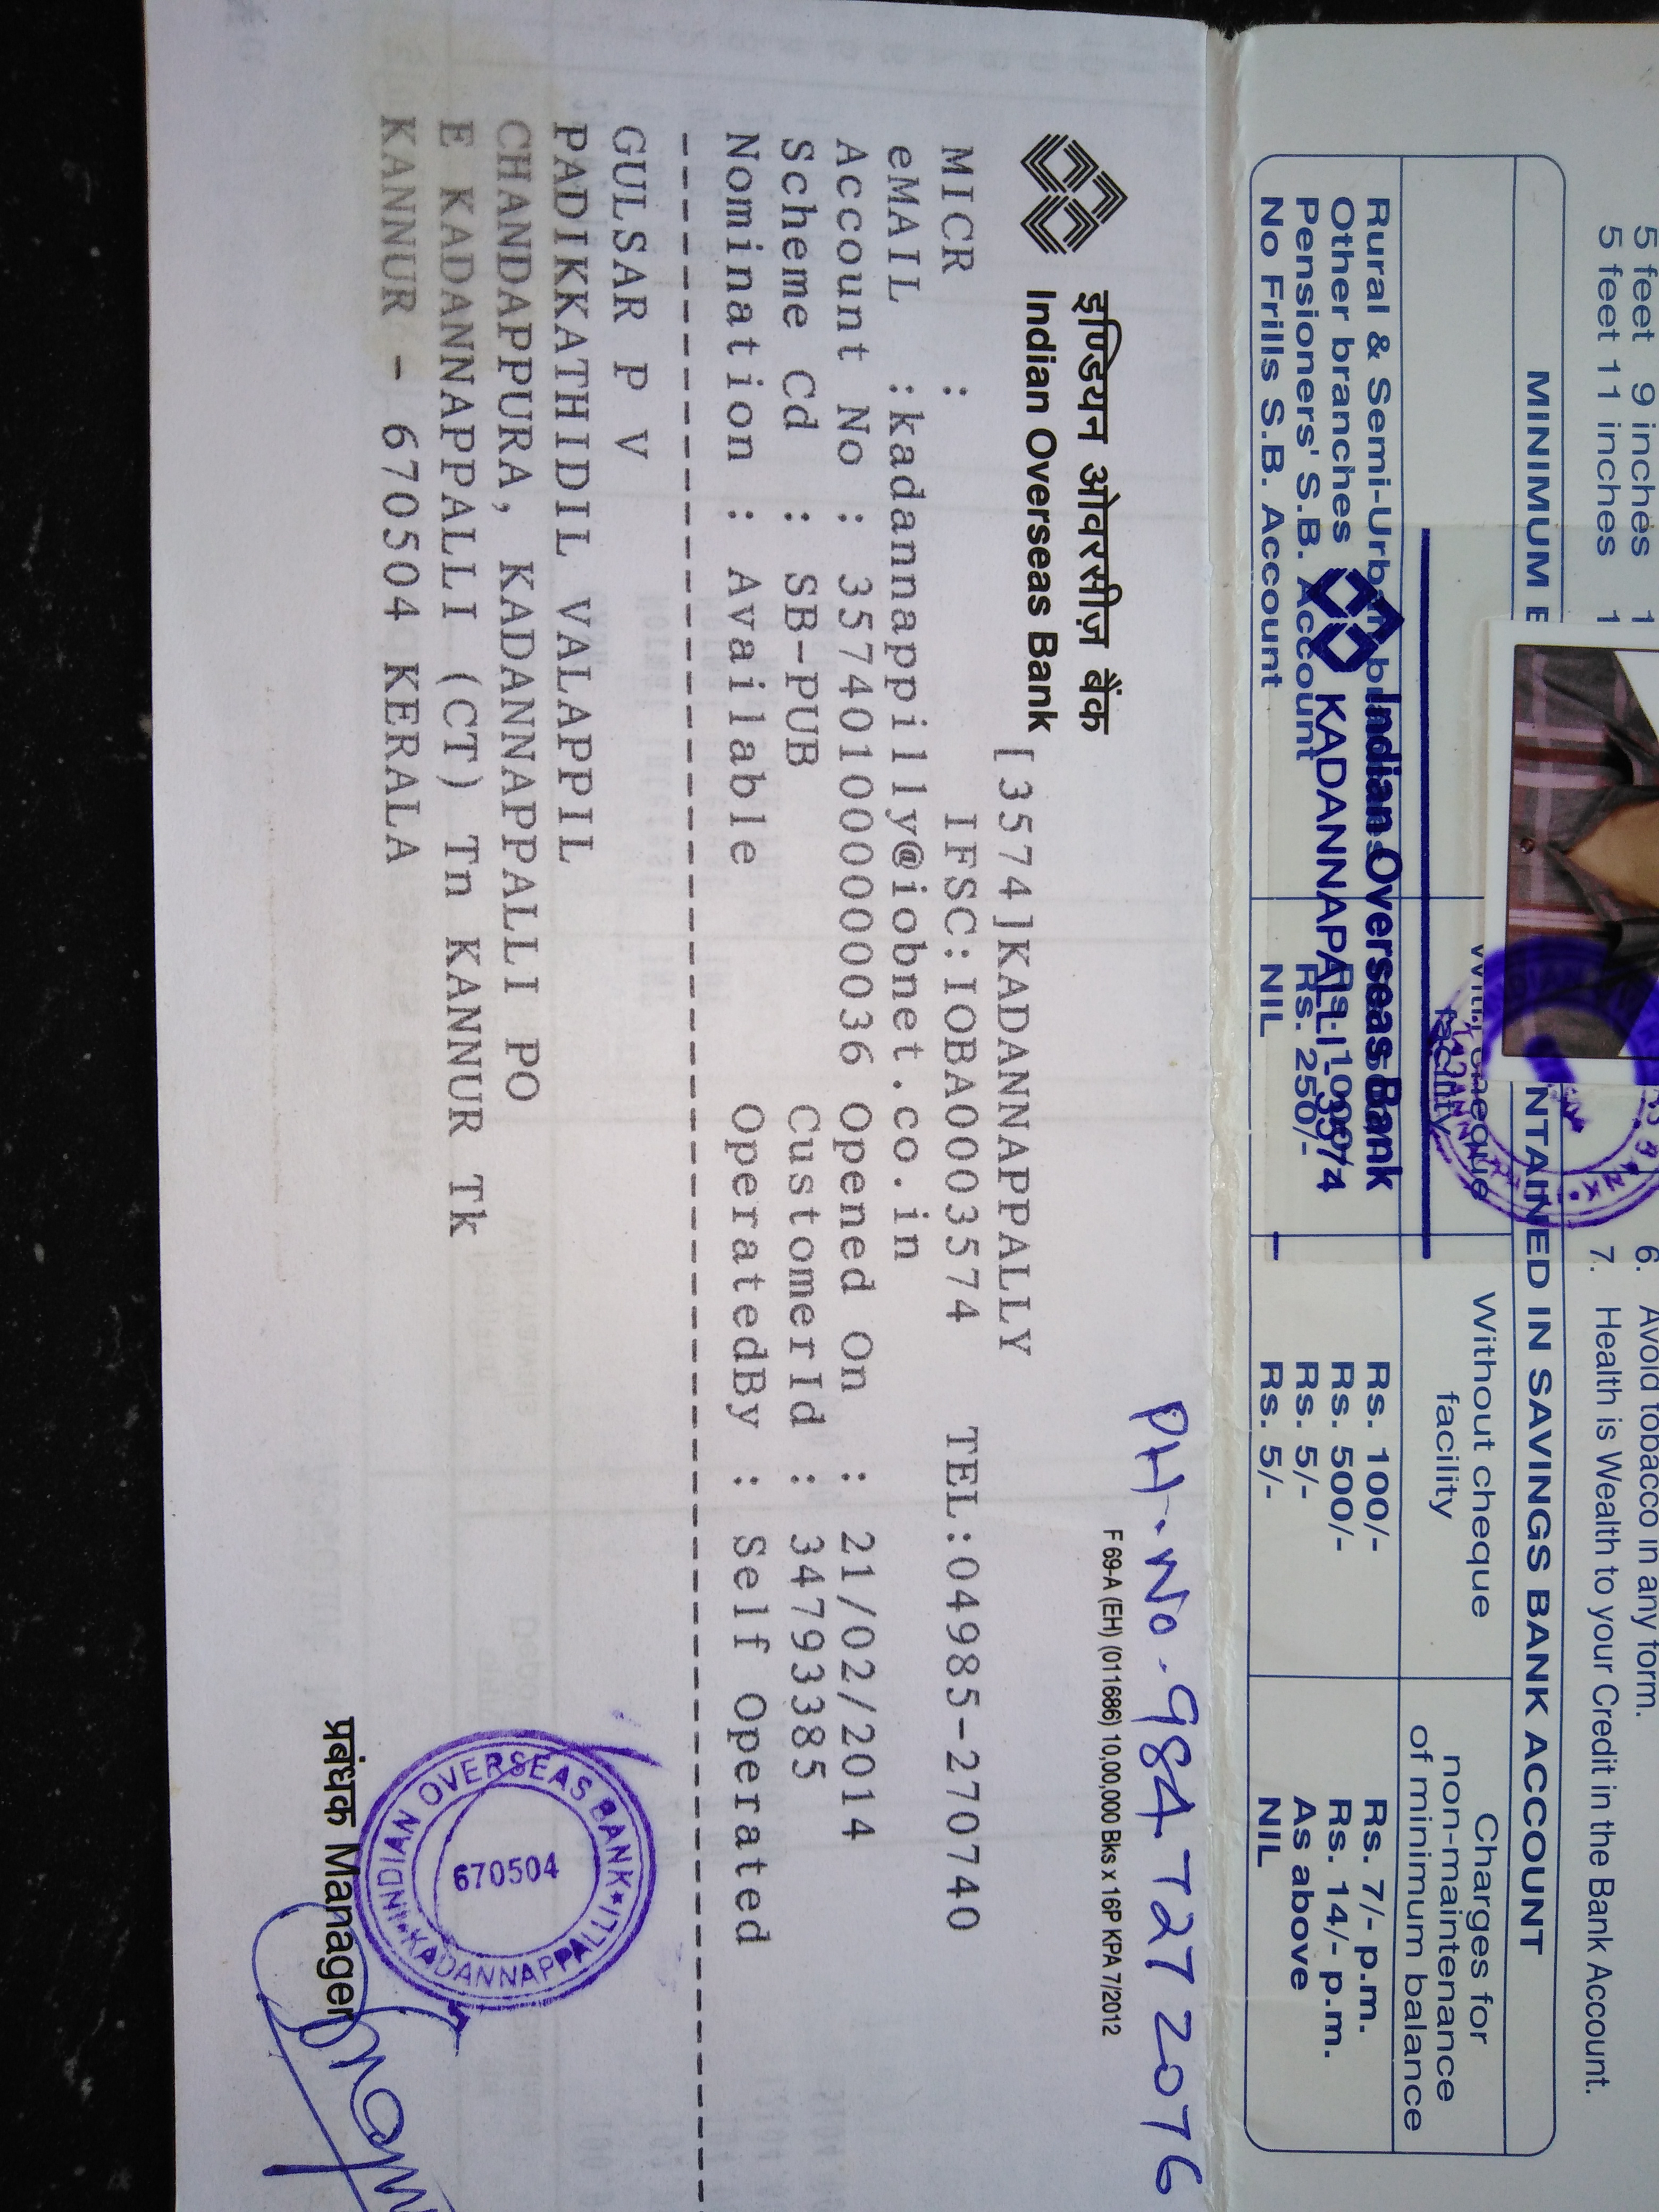 5 feet 9 inches 1
5 feet 11 inches 1
6. Avoid tobacco in any form.
7. Health is Wealth to your Credit in the Bank Account.
MINIMUM B
NTAINED IN SAVINGS BANK ACCOUNT
With cheque facility
Without cheque facility
Charges for non-maintenance of minimum balance
Rural & Semi-Urban branches Rs. 100/- Rs. 7/- p.m.
Other branches Rs. 1000/- Rs. 500/- Rs. 14/- p.m.
Pensioners' S.B. Account Rs. 250/- Rs. 5/- As above
No Frills S.B. Account NIL Rs. 5/- NIL
Indian Overseas Bank
KADANNAPALLI - 3574
PH. No. 9847272076
F 69-A (EH) (011686) 10,00,000 Bks x 16P KPA 7/2012
इण्डियन ओवरसीज़ बैंक
Indian Overseas Bank
[3574]KADANNAPPALLY
MICR : IFSC:IOBA0003574 TEL:04985-270740
eMAIL :kadannappilly@iobnet.co.in
Account No : 357401000000036 Opened On : 21/02/2014
Scheme Cd : SB-PUB CustomerId : 34793385
Nomination : Available OperatedBy : Self Operated
GULSAR P V
PADIKKATHIDIL VALAPPIL
CHANDAPPURA, KADANNAPPALLI PO
E KADANNAPPALLI (CT) Tn KANNUR Tk
KANNUR - 670504 KERALA
INDIAN OVERSEAS BANK
670504
KADANNAPPALLI
प्रबंधक Manager